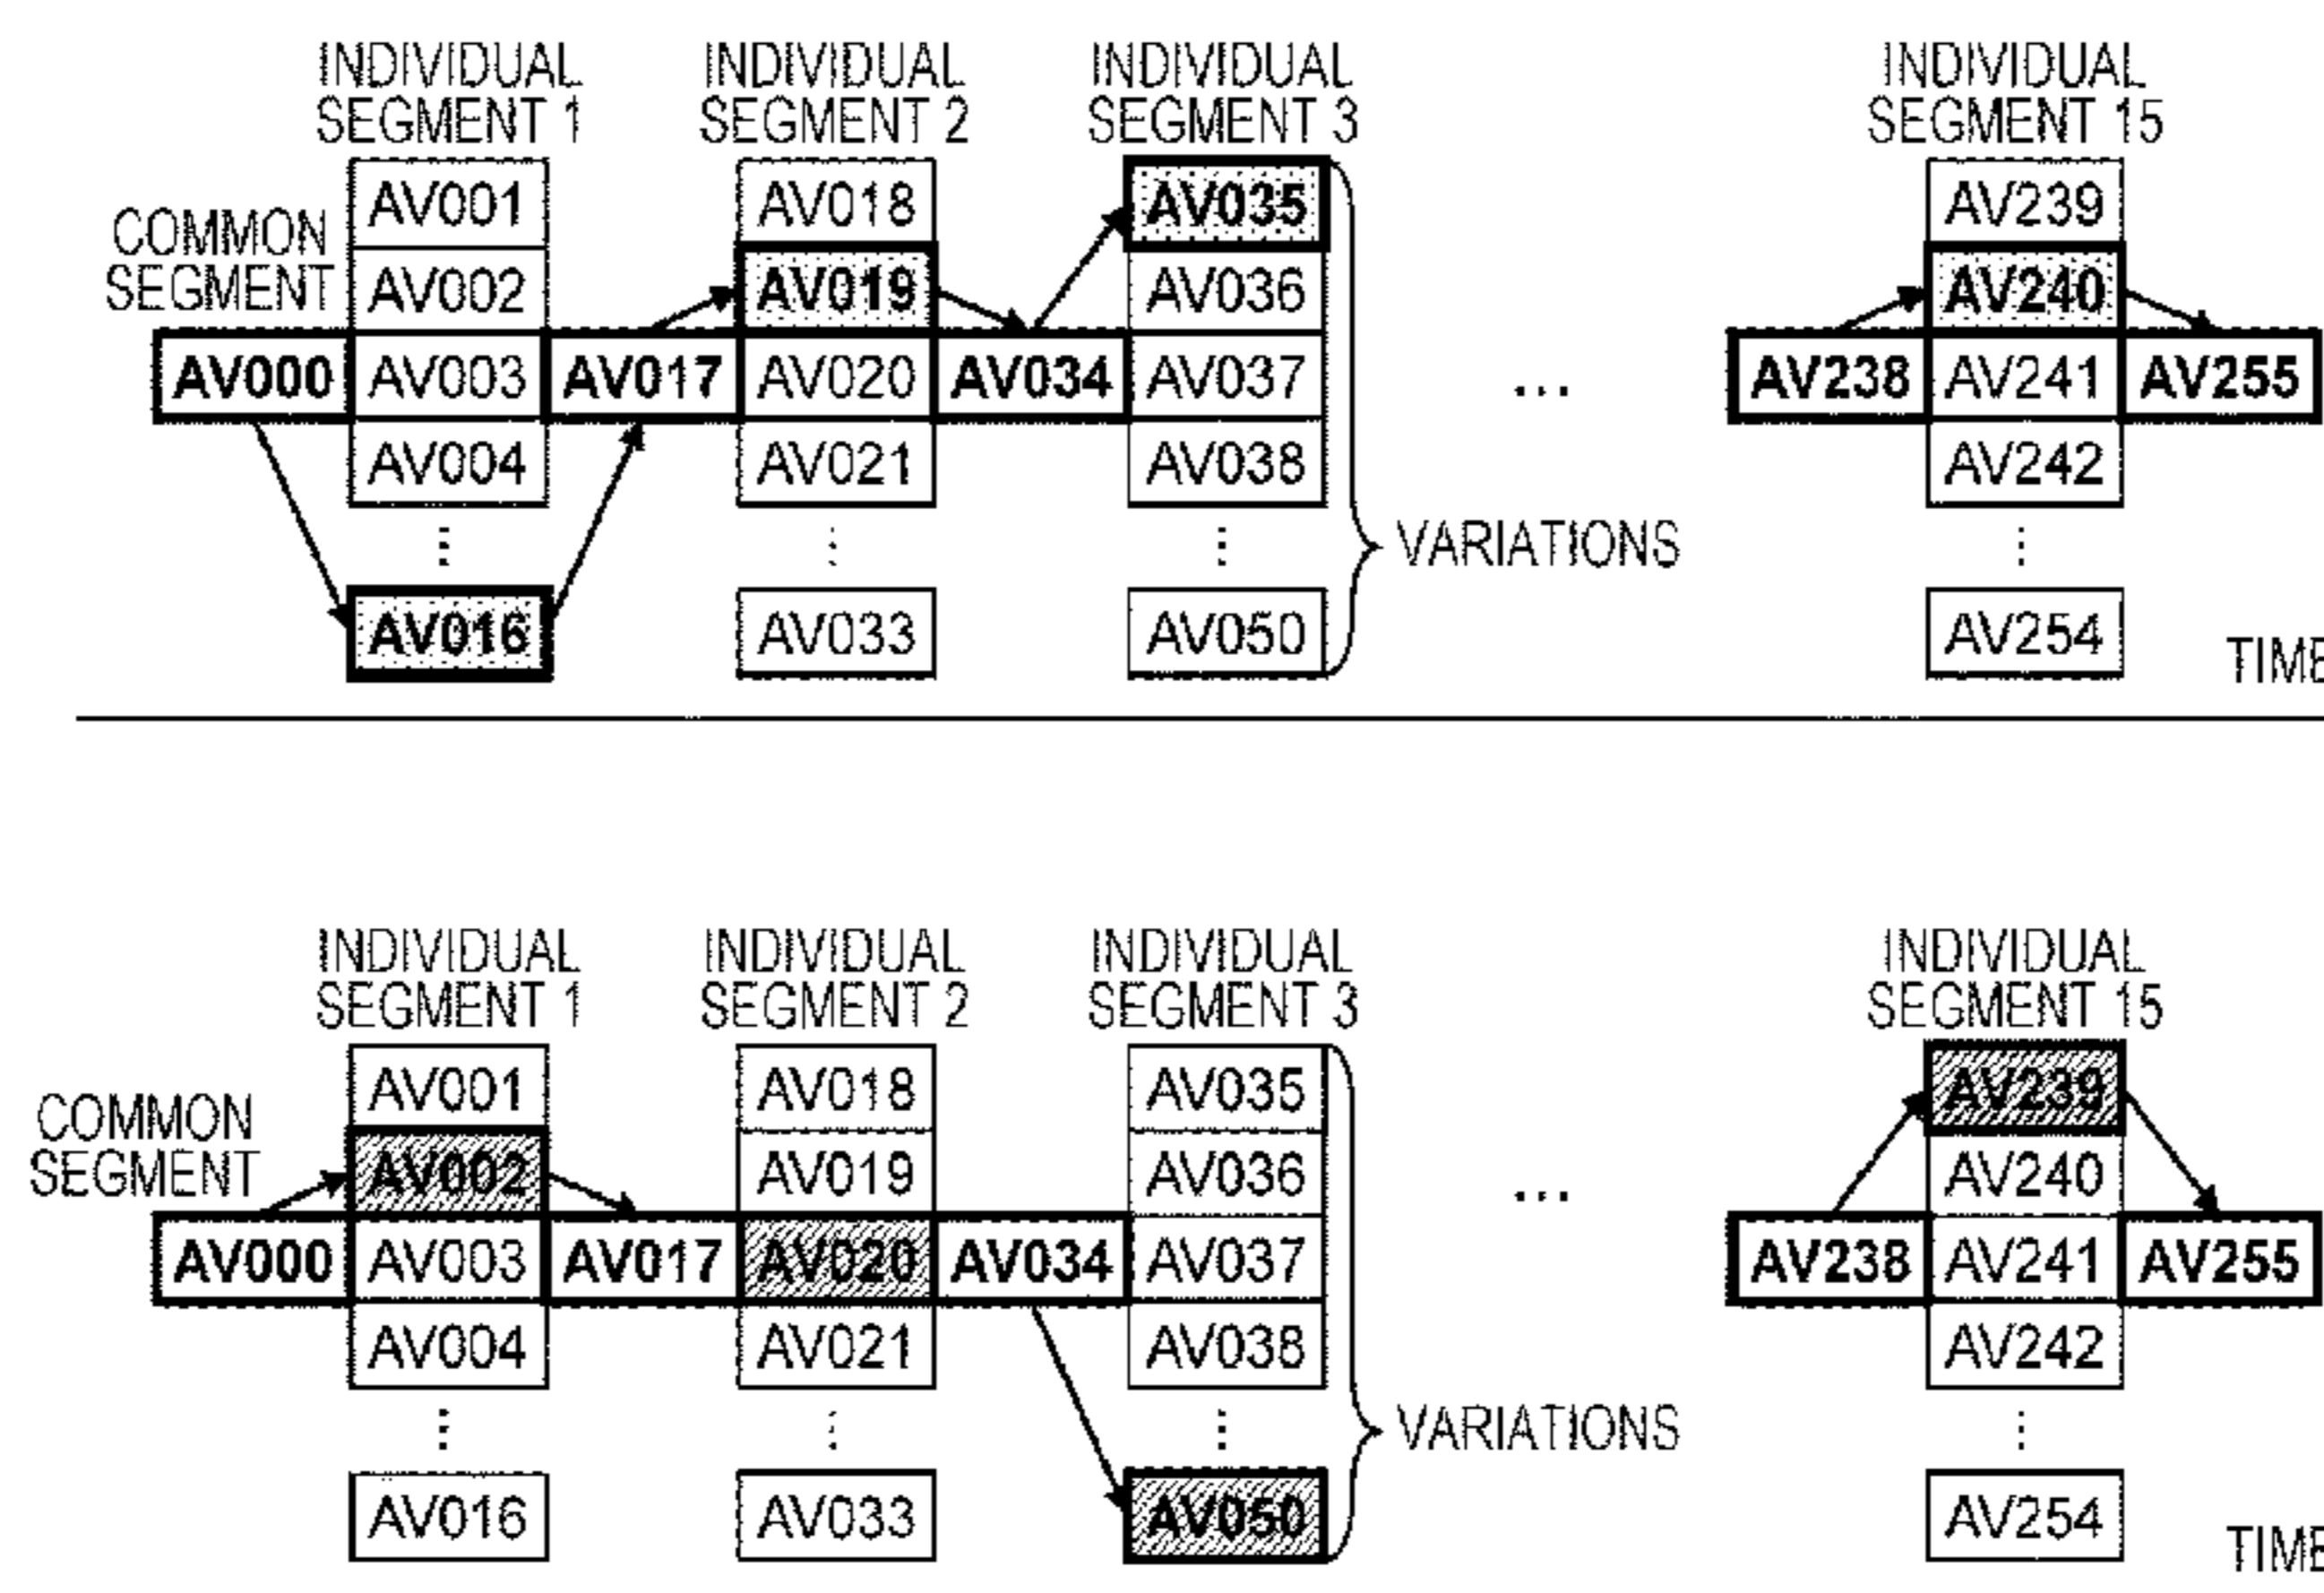 INDIVIDUAL
SEGMENT 1
INDIVIDUAL
SEGMENT 2
INDIVIDUAL
SEGMENT 3
INDIVIDUAL
SEGMENT 15
COMMON
SEGMENT
AV001 AV018 AV035 AV239
AV002 AV019 AV036 AV240
AV000 AV003 AV017 AV020 AV034 AV037 ... AV238 AV241 AV255
AV004 AV021 AV038 AV242
VARIATIONS
AV016 AV033 AV050 AV254
TIME
INDIVIDUAL
SEGMENT 1
INDIVIDUAL
SEGMENT 2
INDIVIDUAL
SEGMENT 3
INDIVIDUAL
SEGMENT 15
COMMON
SEGMENT
AV001 AV018 AV035 AV239
AV002 AV019 AV036 ... AV240
AV000 AV003 AV017 AV020 AV034 AV037 AV238 AV241 AV255
AV004 AV021 AV038 AV242
VARIATIONS
AV016 AV033 AV050 AV254
TIME